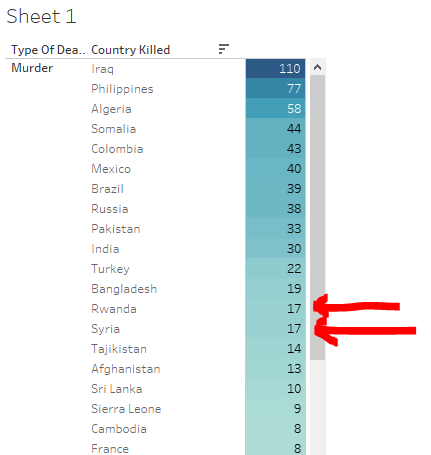 Sheet 1
Type Of Dea.. Country Killed
Murder Iraq 110
Philippines 77
Algeria 58
Somalia 44
Colombia 43
Mexico 40
Brazil 39
Russia 38
Pakistan 33
India 30
Turkey 22
Bangladesh 19
Rwanda 17
Syria 17
Tajikistan 14
Afghanistan 13
Sri Lanka 10
Sierra Leone 9
Cambodia 8
France 8